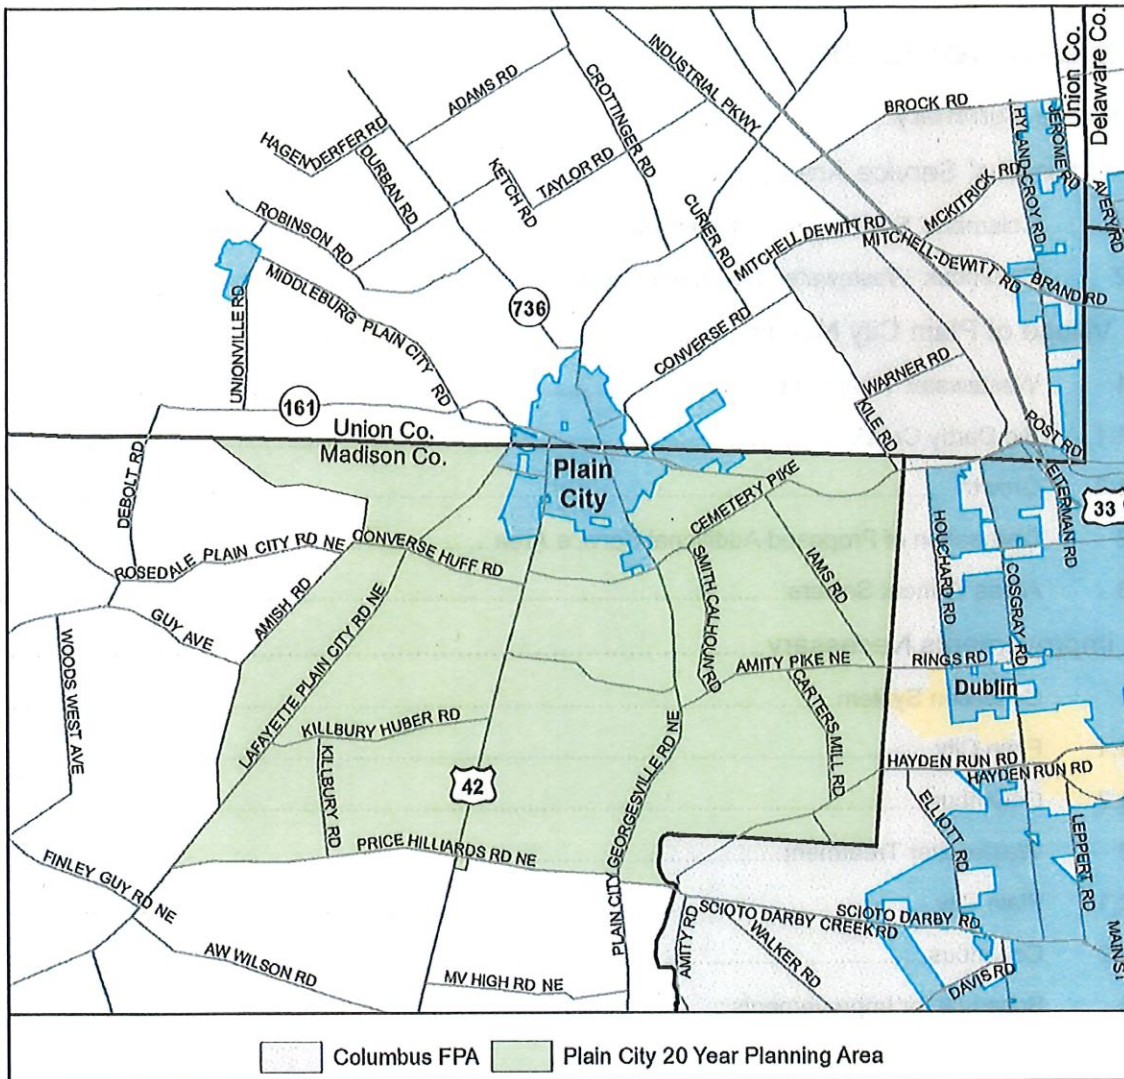 Union Co.
Delaware Co.
INDUSTRIAL PKWY
ADAMS RD
CROTTINGER RD
BROCK RD
HYLAND CROY RD
JEROME RD
HAGENDERFER RD
DURBAN RD
KETCH RD
TAYLOR RD
MCKITRICK RD
AVERY RD
ROBINSON RD
CURIER RD
MITCHELL DEWITT RD
MITCHELL-DEWITT RD
BRAND RD
MIDDLEBURG PLAIN CITY RD
UNIONVILLE RD
736
CONVERSE RD
WARNER RD
KILE RD
161
Union Co.
Madison Co.
POST RD
DEBOLT RD
Plain
City
CEMETERY PIKE
EITERMAN RD
33
ROSEDALE PLAIN CITY RD NE
CONVERSE HUFF RD
HOUCHARD RD
COSGRAY RD
IAMS RD
SMITH CALHOUN RD
AMISH RD
GUY AVE
WOODS WEST AVE
LAFAYETTE PLAIN CITY RD NE
AMITY PIKE NE
RINGS RD
Dublin
CARTERS MILL RD
KILLBURY HUBER RD
KILLBURY RD
42
PLAIN CITY GEORGESVILLE RD NE
HAYDEN RUN RD
HAYDEN RUN RD
ELLIOTT RD
LEPPERT RD
PRICE HILLIARDS RD NE
FINLEY GUY RD NE
SCIOTO DARBY CREEK RD
SCIOTO DARBY RD
AMITY RD
WALKER RD
DAVIS RD
MAIN ST
AW WILSON RD
MV HIGH RD NE
Columbus FPA
Plain City 20 Year Planning Area